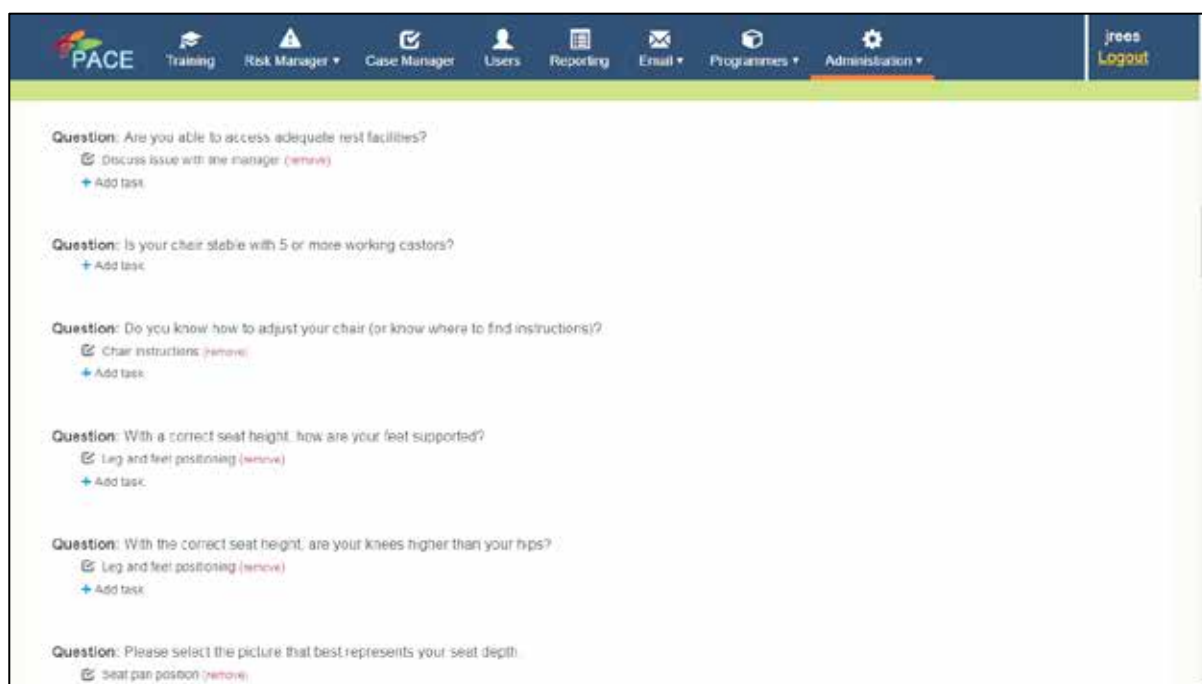 PACE
Training
Risk Manager
Case Manager
Users
Reporting
Email
Programmes
Administration
jrees
Logout
Question: Are you able to access adequate rest facilities?
Discuss issue with line manager (remove)
+ Add task
Question: Is your chair stable with 5 or more working castors?
+ Add task
Question: Do you know how to adjust your chair (or know where to find instructions)?
Chair instructions (remove)
+ Add task
Question: With a correct seat height, how are your feet supported?
Leg and feet positioning (remove)
+ Add task
Question: With the correct seat height, are your knees higher than your hips?
Leg and feet positioning (remove)
+ Add task
Question: Please select the picture that best represents your seat depth
Seat pan position (remove)